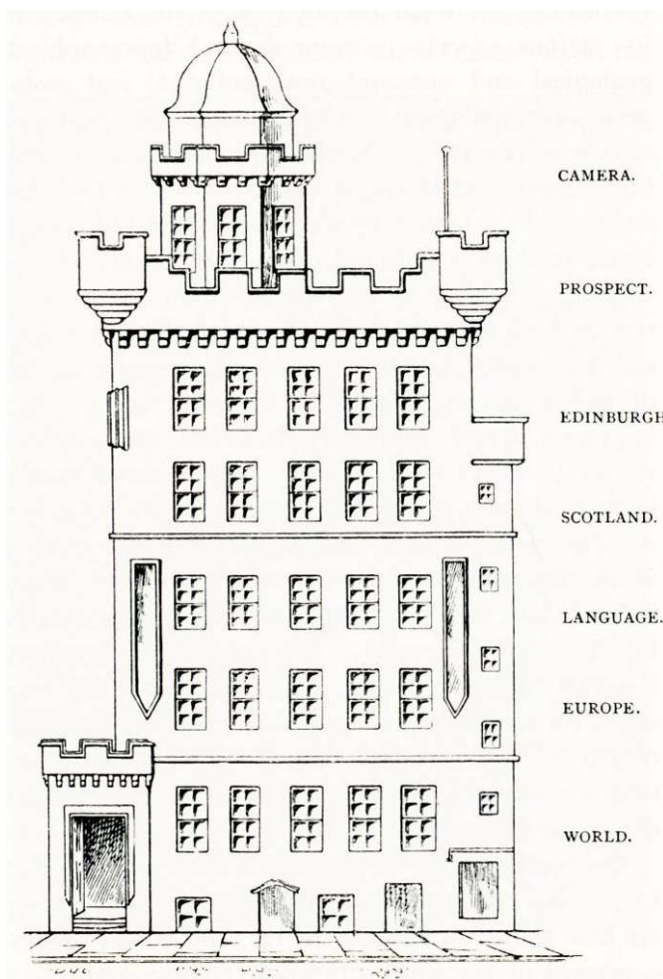 CAMERA.
PROSPECT.
EDINBURGH
SCOTLAND.
LANGUAGE.
EUROPE.
WORLD.